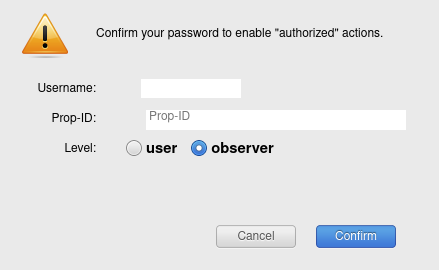 Confirm your password to enable "authorized" actions.
Username:
Prop-ID: Prop-ID
Level: user observer
Cancel Confirm